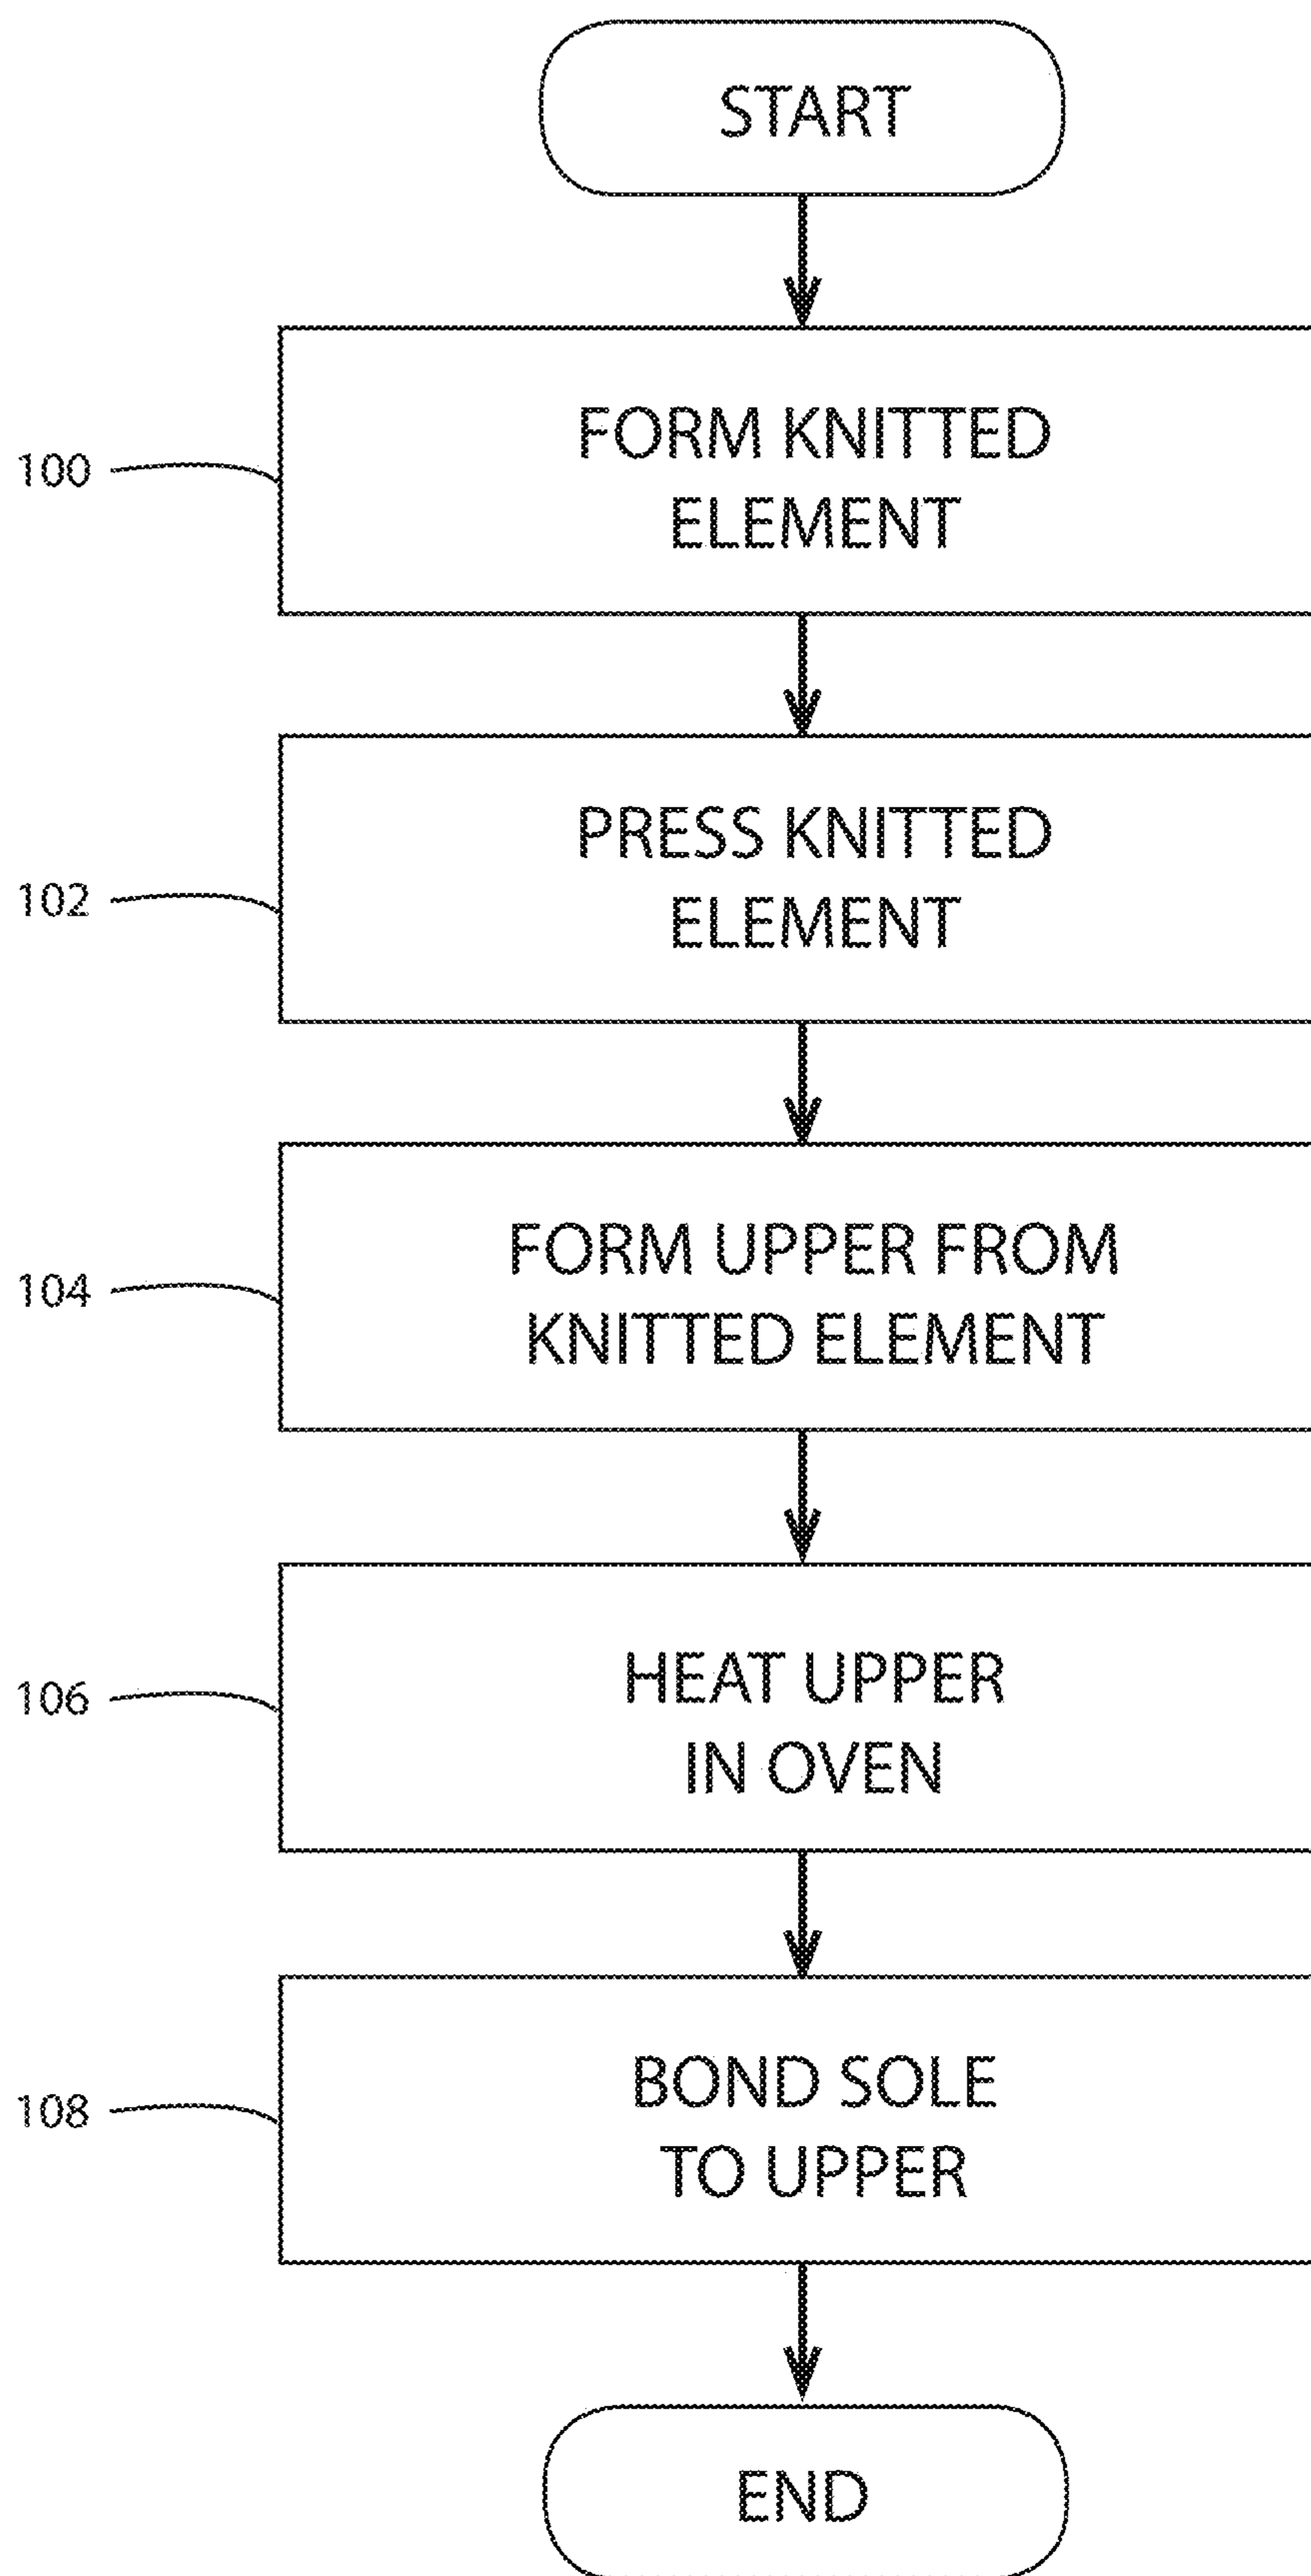 START
FORM KNITTED
ELEMENT
100
PRESS KNITTED
ELEMENT
102
FORM UPPER FROM
KNITTED ELEMENT
104
HEAT UPPER
IN OVEN
106
BOND SOLE
TO UPPER
108
END